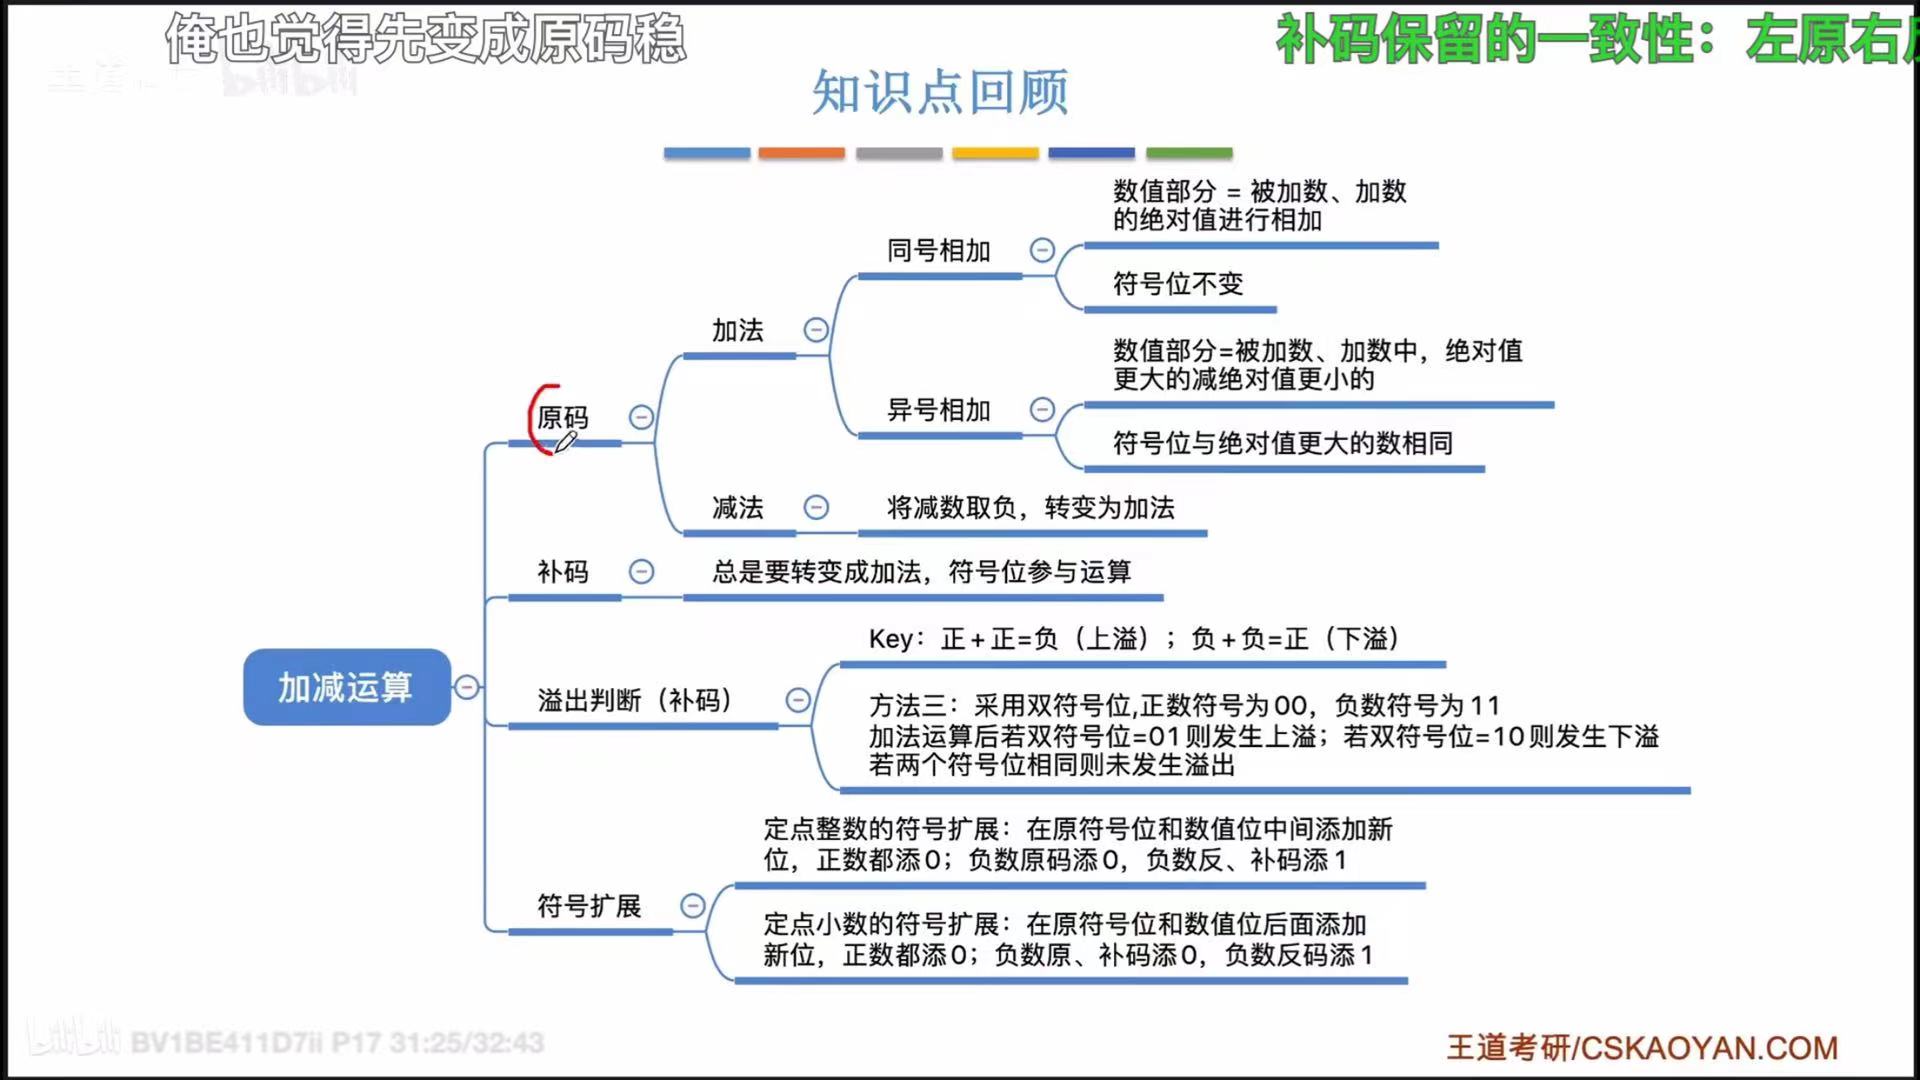 俺也觉得先变成原码稳
补码保留的一致性：左原右
知识点回顾
数值部分 = 被加数、加数
的绝对值进行相加
同号相加
符号位不变
加法
数值部分=被加数、加数中，绝对值
更大的减绝对值更小的
原码
异号相加
符号位与绝对值更大的数相同
减法
将减数取负，转变为加法
补码
总是要转变成加法，符号位参与运算
Key：正+正=负（上溢）；负+负=正（下溢）
加减运算
溢出判断（补码）
方法三：采用双符号位,正数符号为00，负数符号为11
加法运算后若双符号位=01则发生上溢；若双符号位=10则发生下溢
若两个符号位相同则未发生溢出
定点整数的符号扩展：在原符号位和数值位中间添加新
位，正数都添0；负数原码添0，负数反、补码添1
符号扩展
定点小数的符号扩展：在原符号位和数值位后面添加
新位，正数都添0；负数原、补码添0，负数反码添1
bilibili BV1BE411D7ii P17 31:25/32:43
王道考研/CSKAOYAN.COM